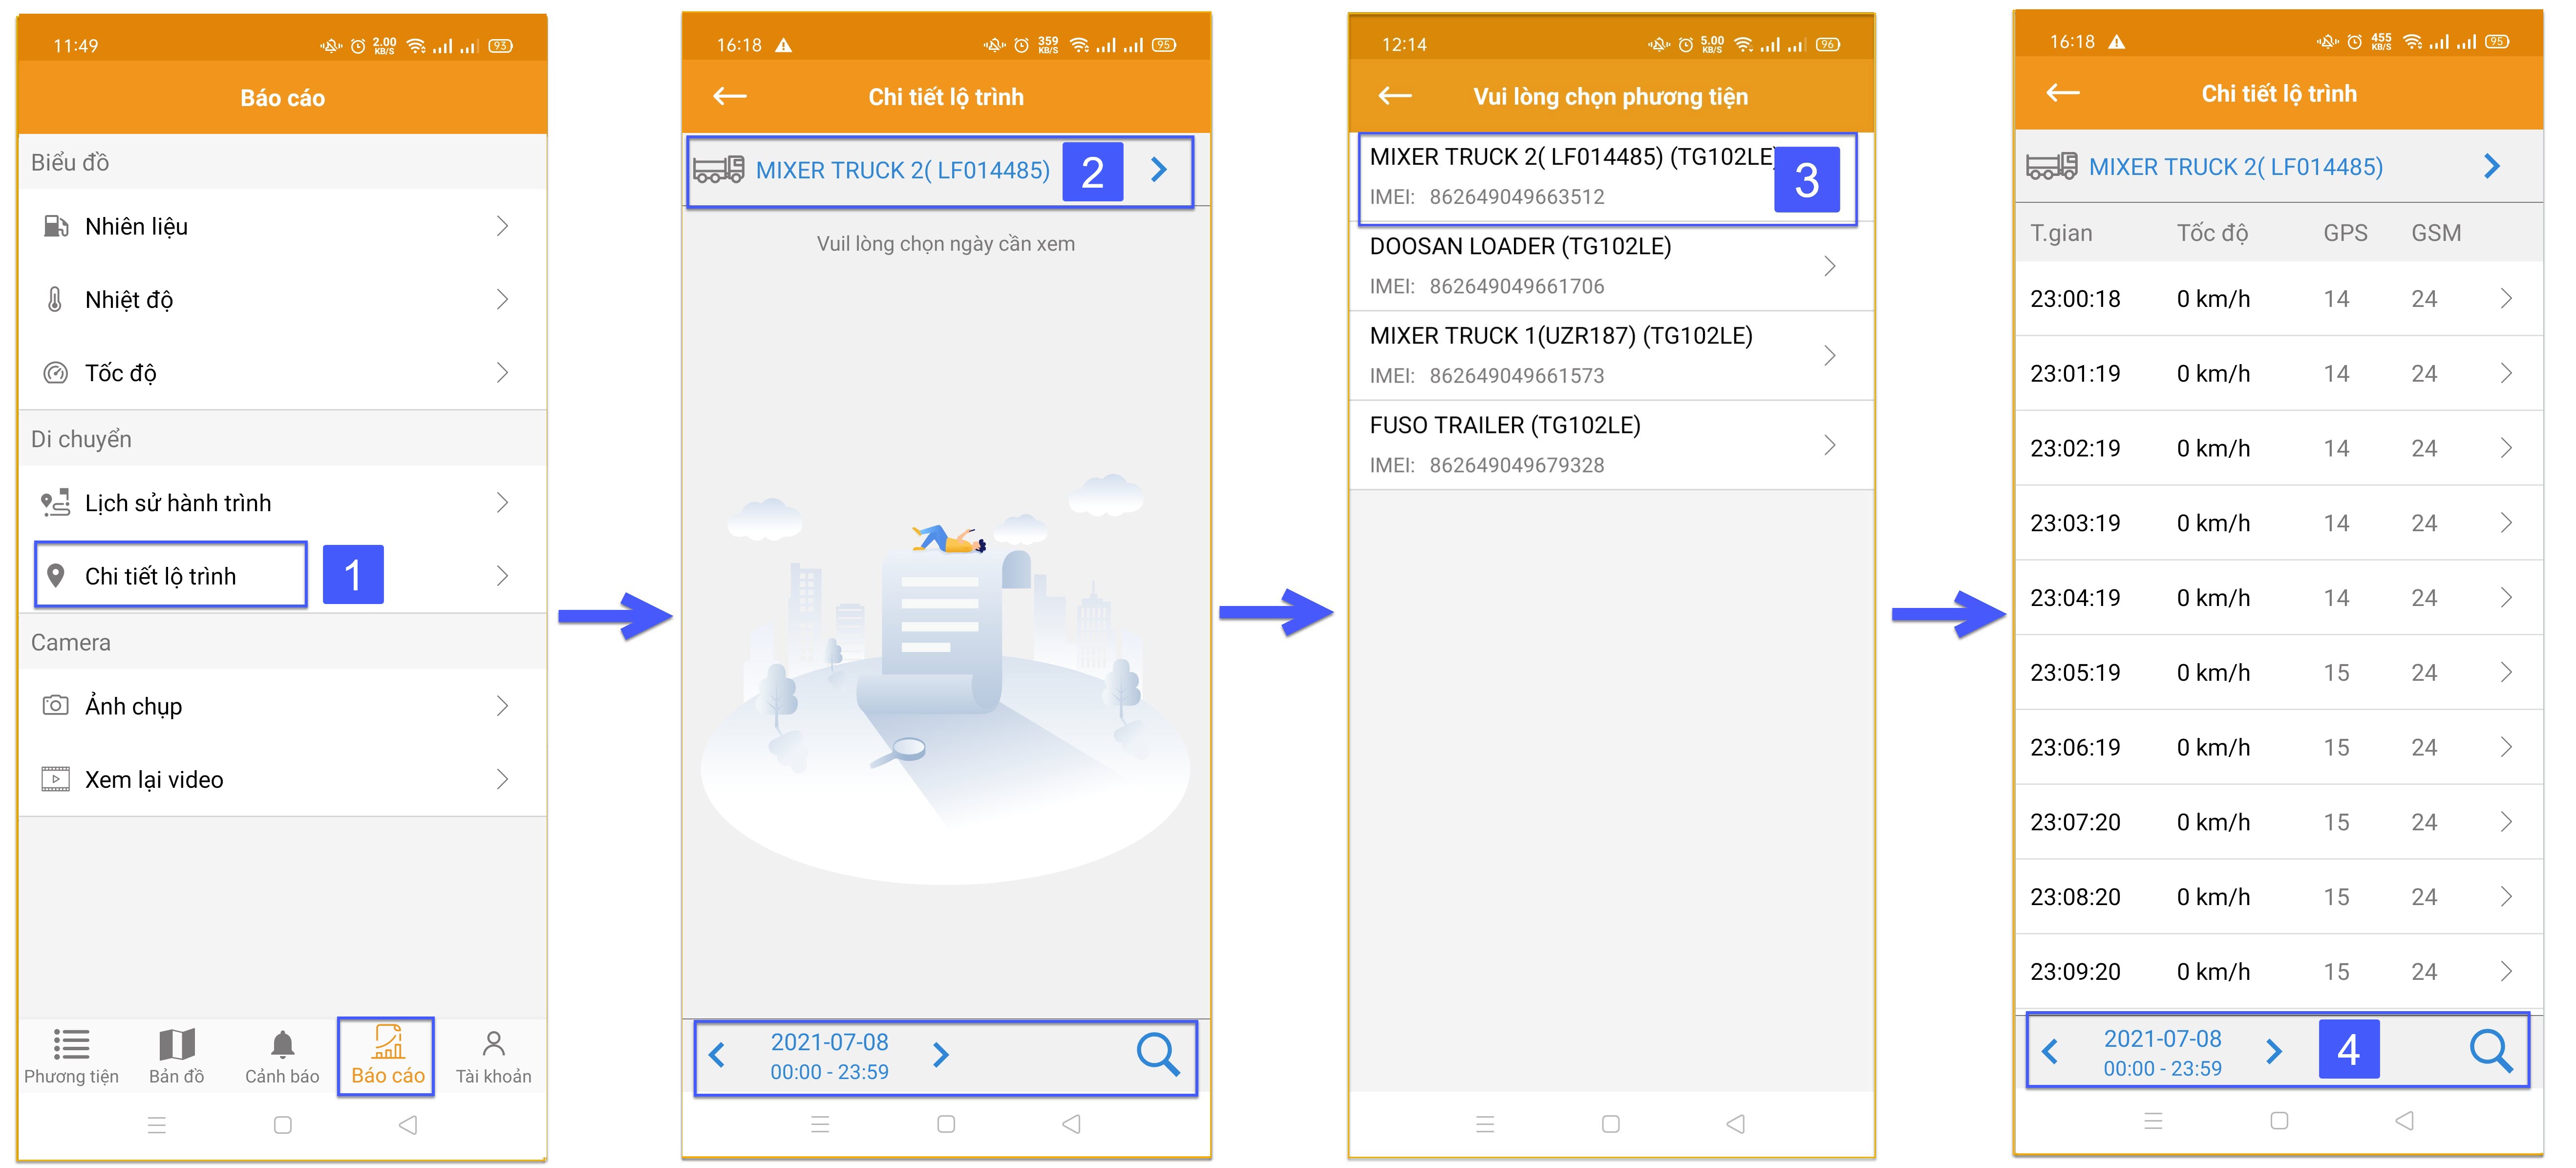 11:49
2.00
KB/S
93
Báo cáo
Biểu đồ
Nhiên liệu
Nhiệt độ
Tốc độ
Di chuyển
Lịch sử hành trình
Chi tiết lộ trình
1
Camera
Ảnh chụp
Xem lại video
Phương tiện
Bản đồ
Cảnh báo
Báo cáo
Tài khoản
16:18
359
KB/S
95
Chi tiết lộ trình
MIXER TRUCK 2( LF014485)
2
Vuil lòng chọn ngày cần xem
2021-07-08
00:00 - 23:59
12:14
5.00
KB/S
96
Vui lòng chọn phương tiện
MIXER TRUCK 2( LF014485) (TG102LE)
IMEI: 862649049663512
3
DOOSAN LOADER (TG102LE)
IMEI: 862649049661706
MIXER TRUCK 1(UZR187) (TG102LE)
IMEI: 862649049661573
FUSO TRAILER (TG102LE)
IMEI: 862649049679328
16:18
455
KB/S
95
Chi tiết lộ trình
MIXER TRUCK 2( LF014485)
T.gian Tốc độ GPS GSM
23:00:18 0 km/h 14 24
23:01:19 0 km/h 14 24
23:02:19 0 km/h 14 24
23:03:19 0 km/h 14 24
23:04:19 0 km/h 14 24
23:05:19 0 km/h 15 24
23:06:19 0 km/h 15 24
23:07:20 0 km/h 15 24
23:08:20 0 km/h 15 24
23:09:20 0 km/h 15 24
2021-07-08
00:00 - 23:59
4